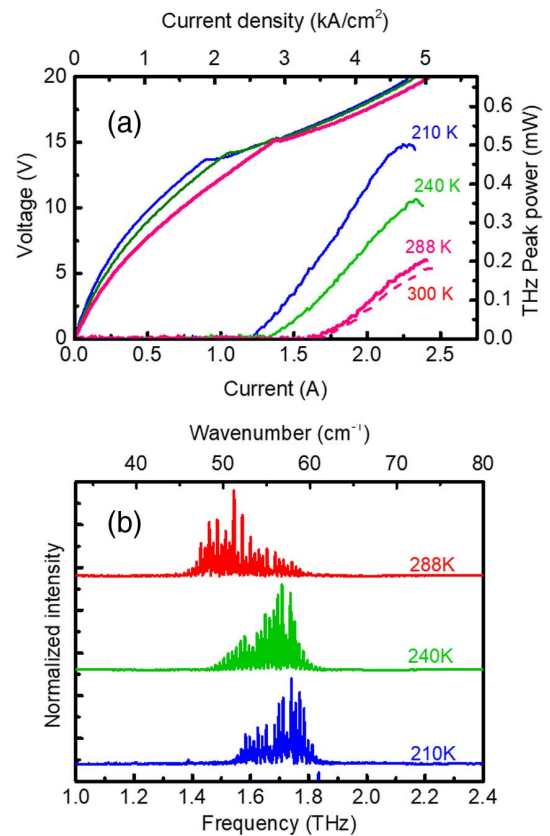 Current density (kA/cm²)
0 1 2 3 4 5
(a)
20
15
10
5
0
Voltage (V)
0.6
0.5
0.4
0.3
0.2
0.1
0.0
THz Peak power (mW)
210 K
240 K
288 K
300 K
0.0 0.5 1.0 1.5 2.0 2.5
Current (A)
Wavenumber (cm⁻¹)
40 50 60 70 80
(b)
Normalized intensity
288K
240K
210K
1.0 1.2 1.4 1.6 1.8 2.0 2.2 2.4
Frequency (THz)